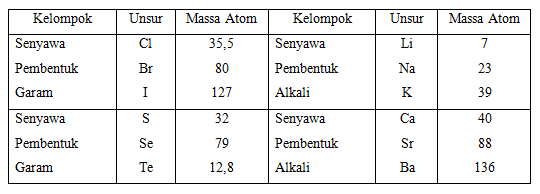 Kelompok Unsur Massa Atom Kelompok Unsur Massa Atom
Senyawa Cl 35,5 Senyawa Li 7
Pembentuk Br 80 Pembentuk Na 23
Garam I 127 Alkali K 39
Senyawa S 32 Senyawa Ca 40
Pembentuk Se 79 Pembentuk Sr 88
Garam Te 12,8 Alkali Ba 136